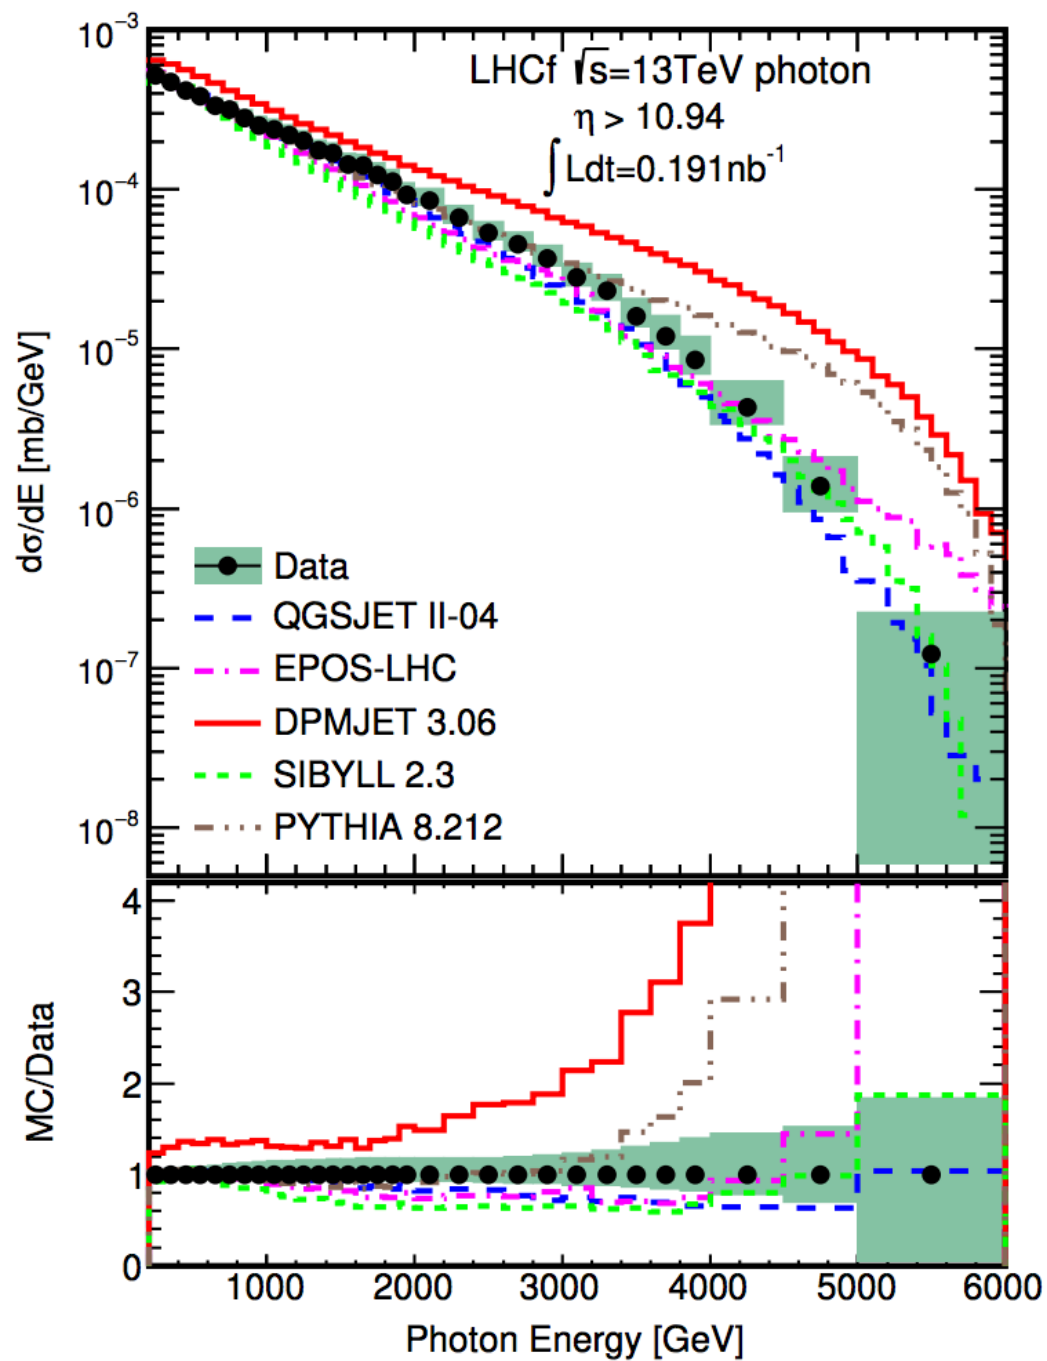 LHCf √s=13TeV photon
η > 10.94
∫Ldt=0.191nb⁻¹
dσ/dE [mb/GeV]
10⁻³
10⁻⁴
10⁻⁵
10⁻⁶
10⁻⁷
10⁻⁸
Data
QGSJET II-04
EPOS-LHC
DPMJET 3.06
SIBYLL 2.3
PYTHIA 8.212
MC/Data
4
3
2
1
0
1000 2000 3000 4000 5000 6000
Photon Energy [GeV]